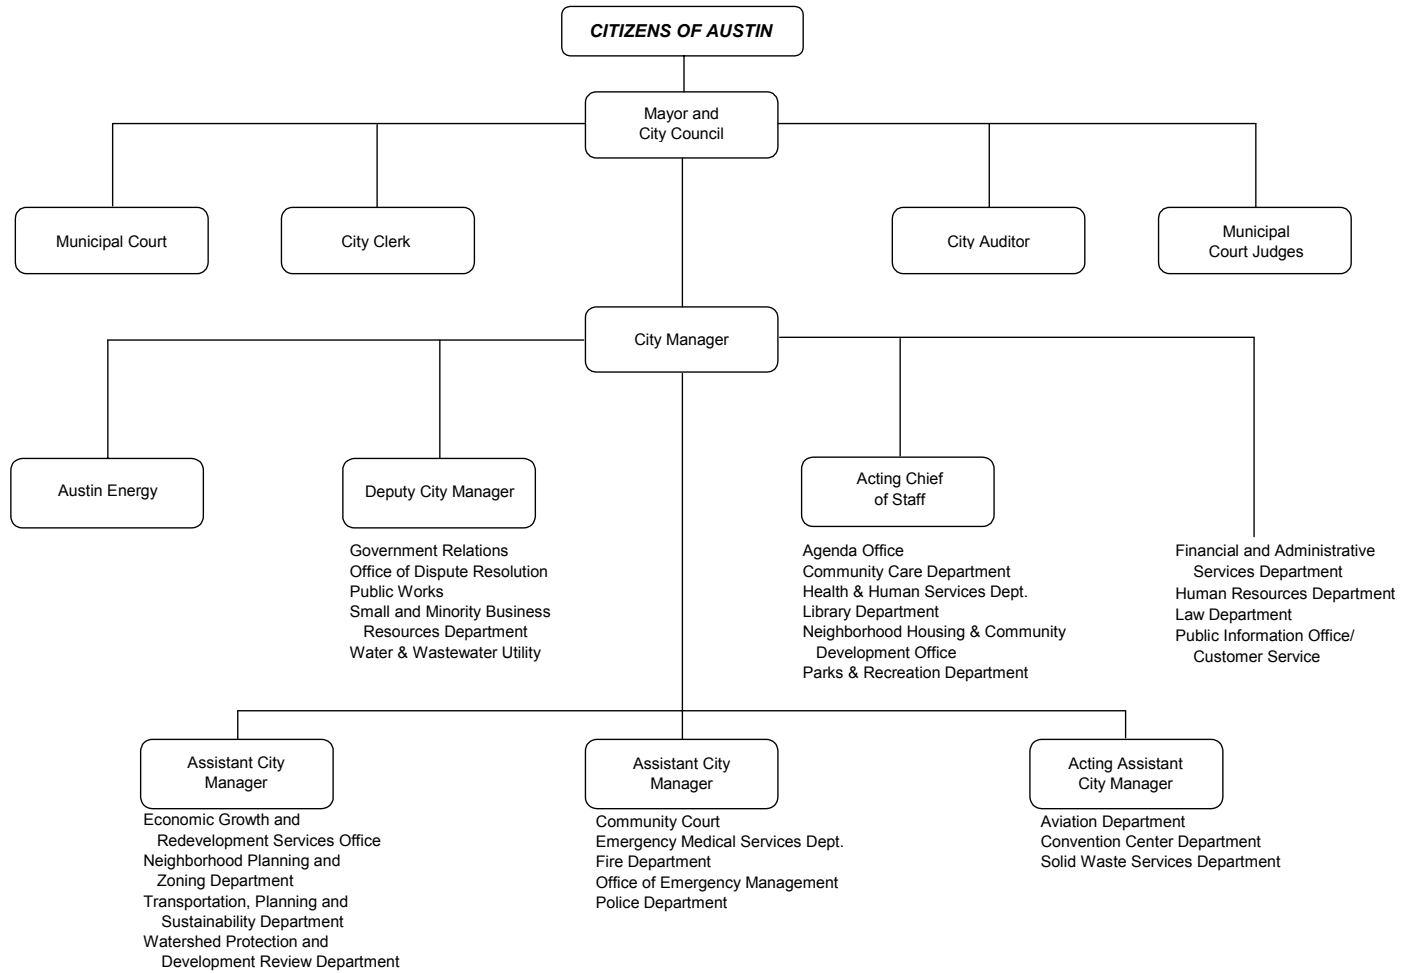 CITIZENS OF AUSTIN
Mayor and
City Council
Municipal Court
City Clerk
City Auditor
Municipal
Court Judges
City Manager
Austin Energy
Deputy City Manager
Government Relations
Office of Dispute Resolution
Public Works
Small and Minority Business
Resources Department
Water & Wastewater Utility
Acting Chief
of Staff
Agenda Office
Community Care Department
Health & Human Services Dept.
Library Department
Neighborhood Housing & Community
Development Office
Parks & Recreation Department
Financial and Administrative
Services Department
Human Resources Department
Law Department
Public Information Office/
Customer Service
Assistant City
Manager
Economic Growth and
Redevelopment Services Office
Neighborhood Planning and
Zoning Department
Transportation, Planning and
Sustainability Department
Watershed Protection and
Development Review Department
Assistant City
Manager
Community Court
Emergency Medical Services Dept.
Fire Department
Office of Emergency Management
Police Department
Acting Assistant
City Manager
Aviation Department
Convention Center Department
Solid Waste Services Department